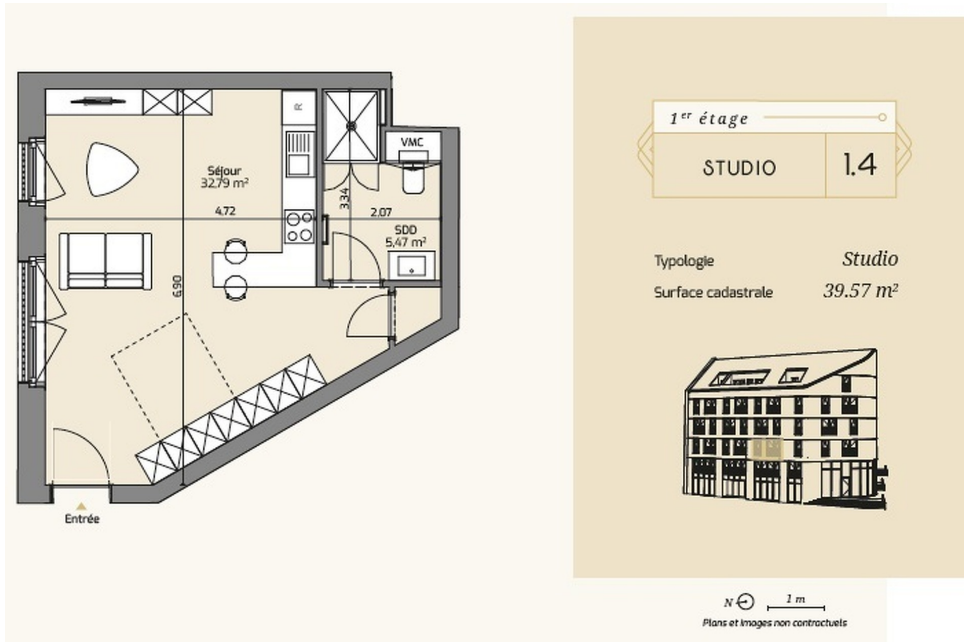 R
VMC
Séjour
32,79 m²
4.72
3.34
2.07
SDD
5,47 m²
6.90
Entrée
1er étage
STUDIO
1.4
Typologie Studio
Surface cadastrale 39.57 m²
N 1 m
Plans et images non contractuels